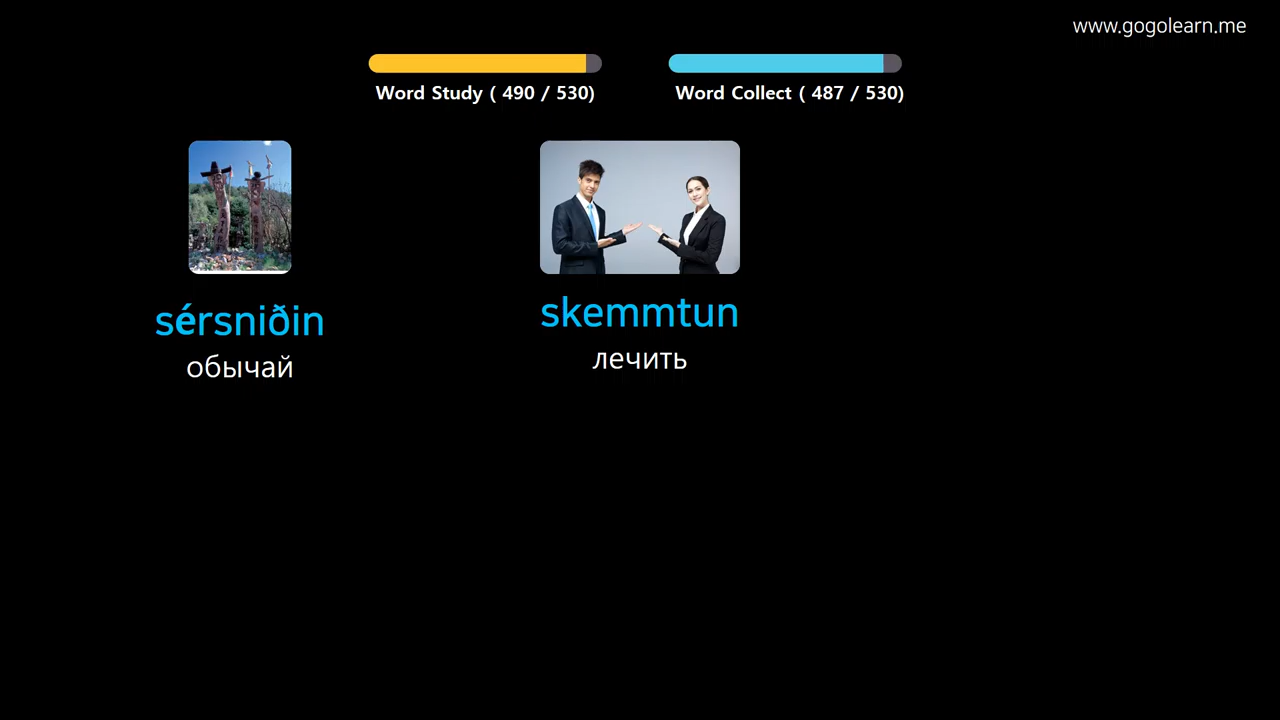 www.gogolearn.me
Word Study ( 490 / 530)
Word Collect ( 487 / 530)
sérsniðin
обычай
skemmtun
лечить